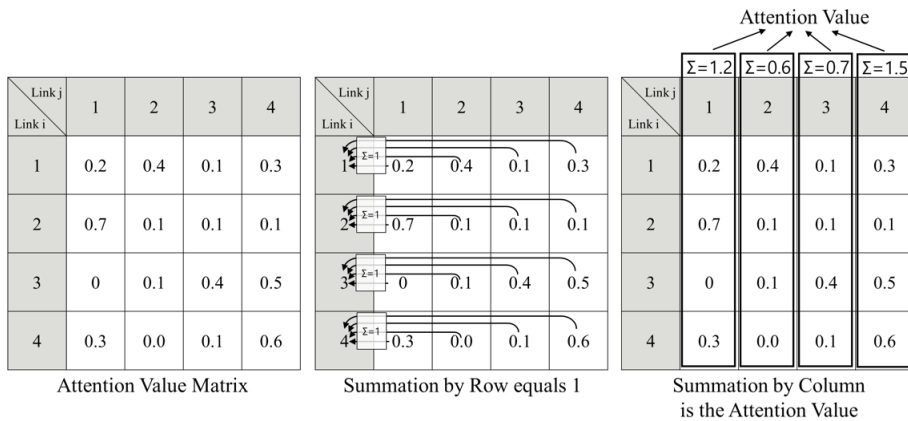 Attention Value
Σ=1.2 Σ=0.6 Σ=0.7 Σ=1.5
Link j
Link i
1 2 3 4
1 0.2 0.4 0.1 0.3
2 0.7 0.1 0.1 0.1
3 0 0.1 0.4 0.5
4 0.3 0.0 0.1 0.6
Attention Value Matrix
Link j
Link i
1 2 3 4
1 Σ=1 0.2 0.4 0.1 0.3
2 Σ=1 0.7 0.1 0.1 0.1
3 Σ=1 0 0.1 0.4 0.5
4 Σ=1 0.3 0.0 0.1 0.6
Summation by Row equals 1
Link j
Link i
1 2 3 4
1 0.2 0.4 0.1 0.3
2 0.7 0.1 0.1 0.1
3 0 0.1 0.4 0.5
4 0.3 0.0 0.1 0.6
Summation by Column
is the Attention Value